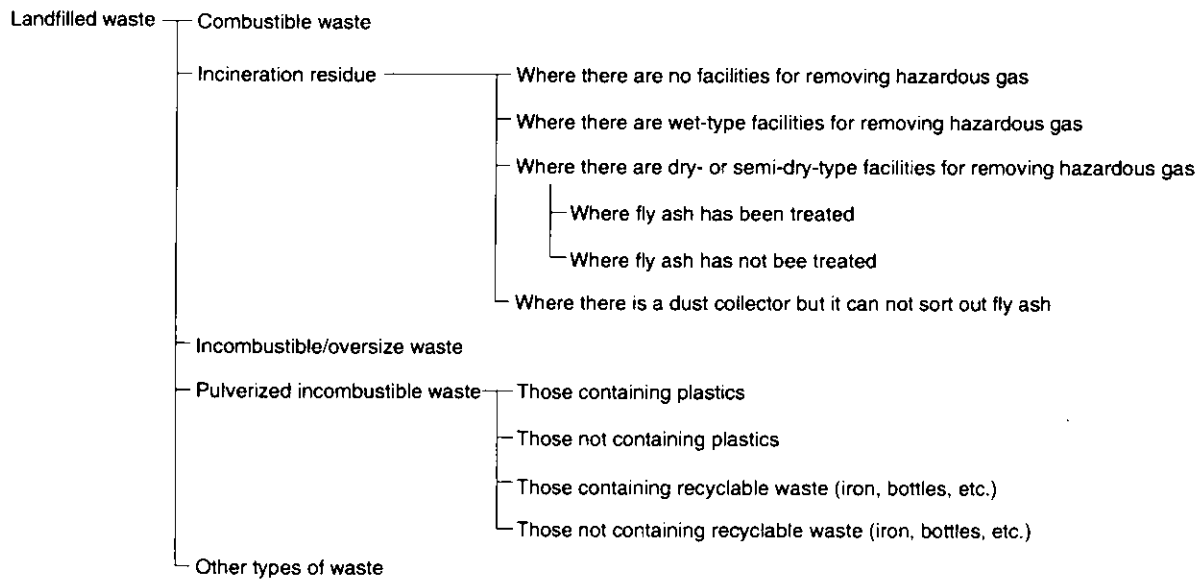 Landfilled waste
Combustible waste
Incineration residue
Where there are no facilities for removing hazardous gas
Where there are wet-type facilities for removing hazardous gas
Where there are dry- or semi-dry-type facilities for removing hazardous gas
Where fly ash has been treated
Where fly ash has not bee treated
Where there is a dust collector but it can not sort out fly ash
Incombustible/oversize waste
Pulverized incombustible waste
Those containing plastics
Those not containing plastics
Those containing recyclable waste (iron, bottles, etc.)
Those not containing recyclable waste (iron, bottles, etc.)
Other types of waste